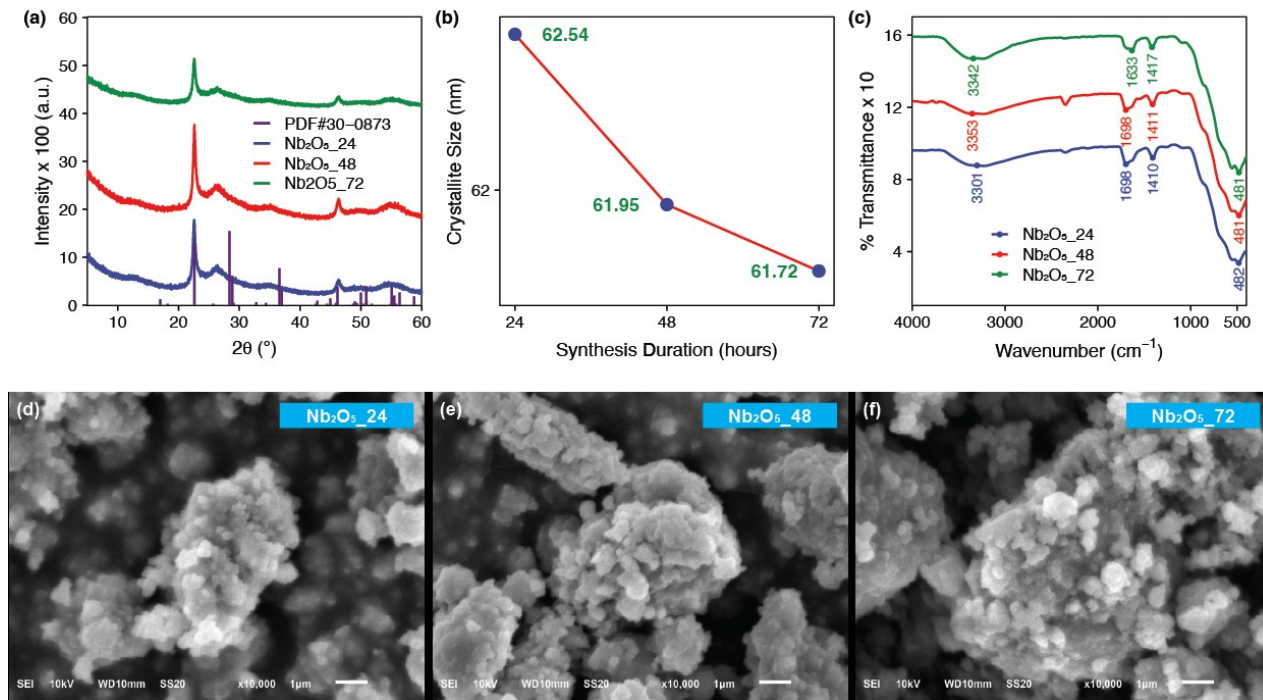 (a)
60
50
40
30
20
10
0
Intensity x 100 (a.u.)
PDF#30-0873
Nb₂O₅_24
Nb₂O₅_48
Nb2O5_72
10 20 30 40 50 60
2θ (°)
(b)
62.54
61.95
61.72
62
Crystallite Size (nm)
24 48 72
Synthesis Duration (hours)
(c)
16
12
8
4
% Transmittance x 10
3342
1633
1417
481
3353
1698
1411
481
3301
1698
1410
482
Nb₂O₅_24
Nb₂O₅_48
Nb₂O₅_72
4000 3000 2000 1000 500
Wavenumber (cm⁻¹)
(d)
Nb₂O₅_24
SEI 10kV WD10mm SS20 x10,000 1µm
(e)
Nb₂O₅_48
SEI 10kV WD10mm SS20 x10,000 1µm
(f)
Nb₂O₅_72
SEI 10kV WD10mm SS20 x10,000 1µm